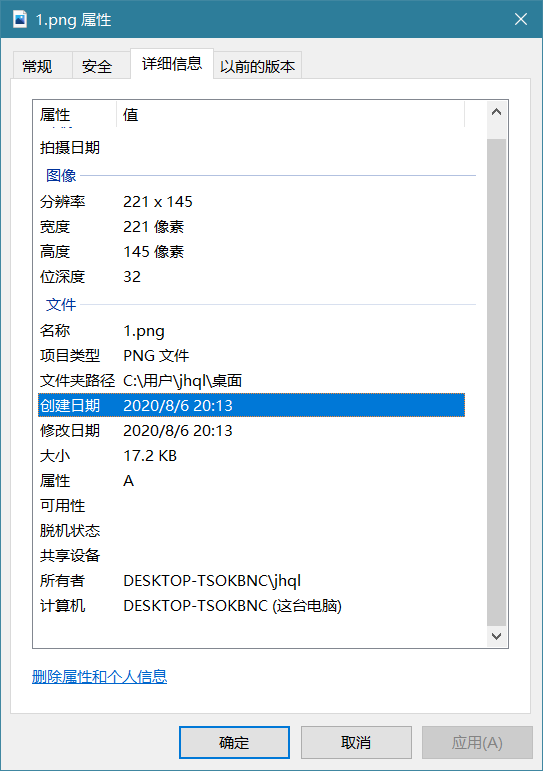 1.png 属性
常规 安全 详细信息 以前的版本
属性 值
拍摄日期
图像
分辨率 221 x 145
宽度 221 像素
高度 145 像素
位深度 32
文件
名称 1.png
项目类型 PNG 文件
文件夹路径 C:\用户\jhql\桌面
创建日期 2020/8/6 20:13
修改日期 2020/8/6 20:13
大小 17.2 KB
属性 A
可用性
脱机状态
共享设备
所有者 DESKTOP-TSOKBNC\jhql
计算机 DESKTOP-TSOKBNC (这台电脑)
删除属性和个人信息
确定 取消 应用(A)